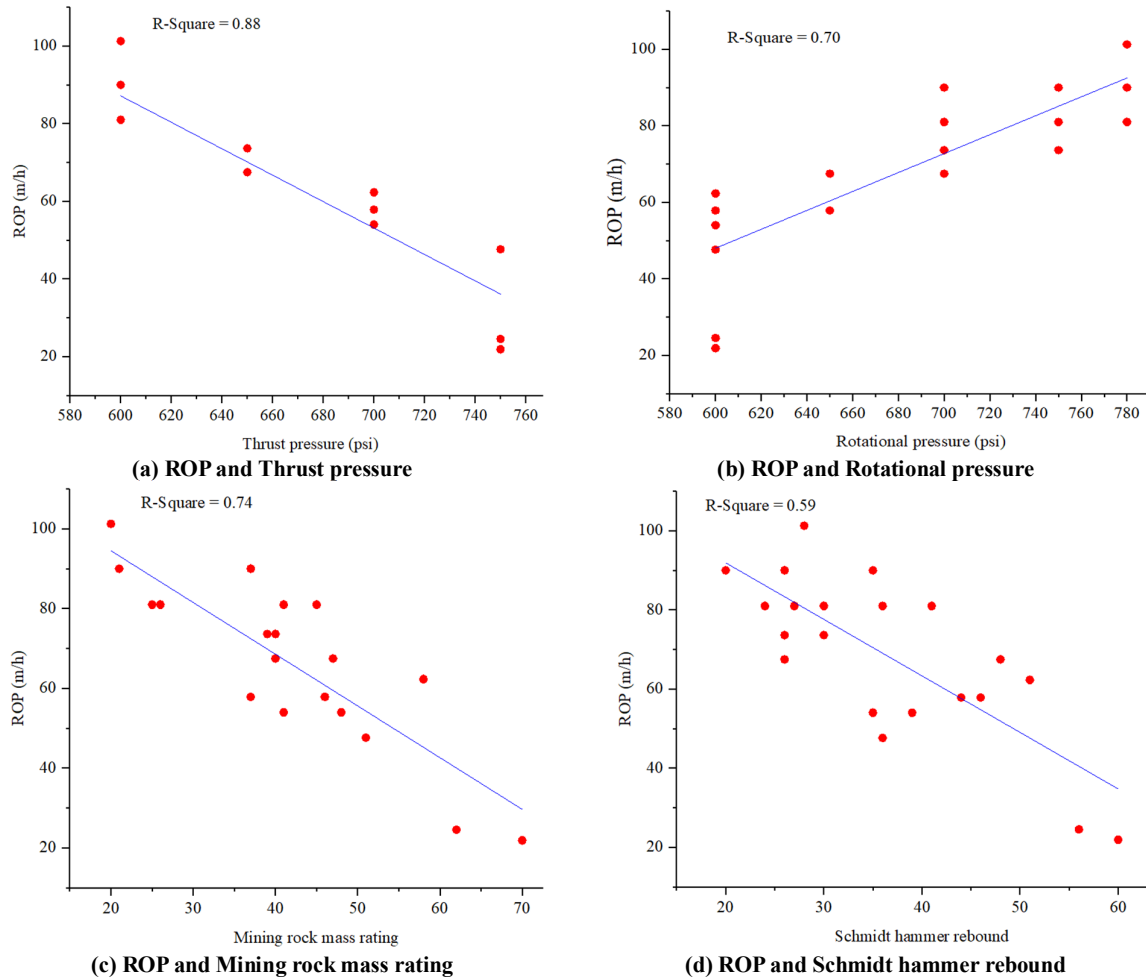 R-Square = 0.88
100
80
60
40
20
ROP (m/h)
580 600 620 640 660 680 700 720 740 760
Thrust pressure (psi)
(a) ROP and Thrust pressure
R-Square = 0.70
100
80
60
40
20
ROP (m/h)
580 600 620 640 660 680 700 720 740 760 780
Rotational pressure (psi)
(b) ROP and Rotational pressure
R-Square = 0.74
100
80
60
40
20
ROP (m/h)
20 30 40 50 60 70
Mining rock mass rating
(c) ROP and Mining rock mass rating
R-Square = 0.59
100
80
60
40
20
ROP (m/h)
20 30 40 50 60
Schmidt hammer rebound
(d) ROP and Schmidt hammer rebound